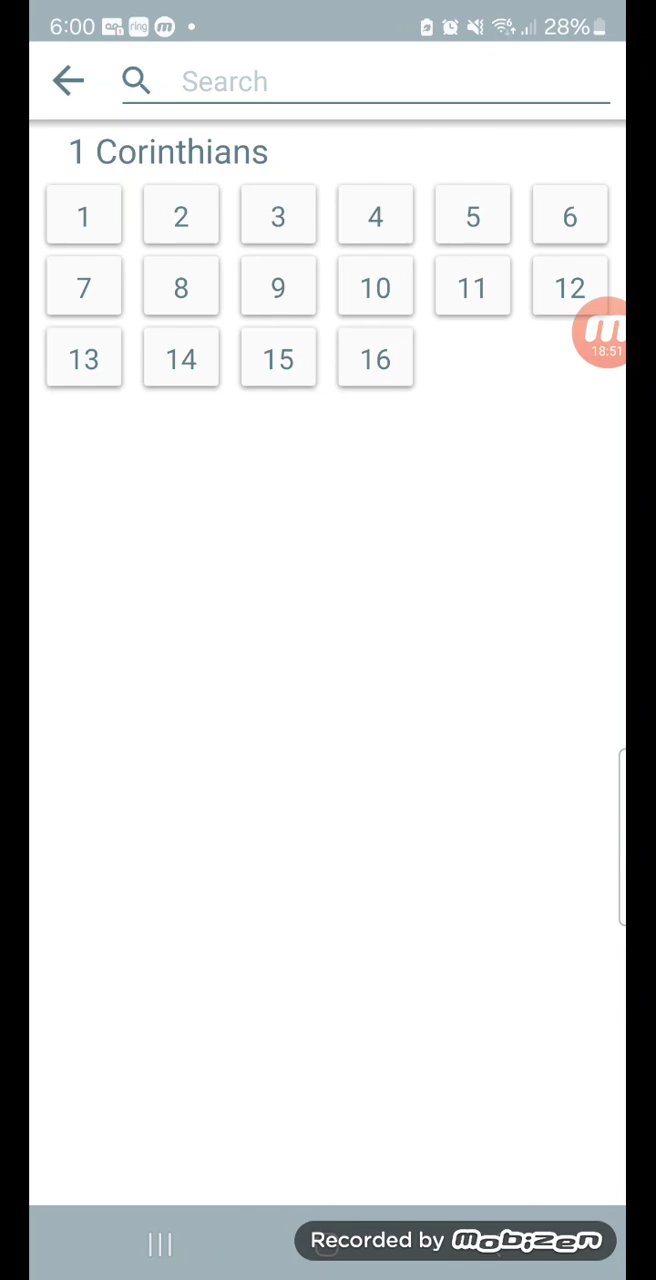 6:00 ring m 28%
Search
1 Corinthians
1 2 3 4 5 6
7 8 9 10 11 12
13 14 15 16
m
18:51
Recorded by mobizen